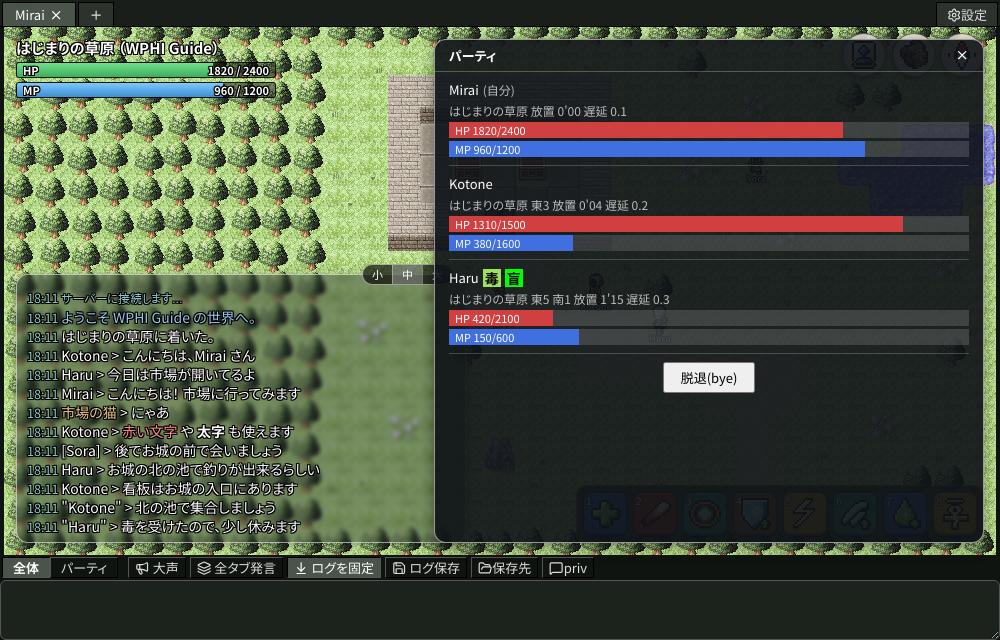 Mirai ✕ ＋ 設定
はじまりの草原 (WPHI Guide)
HP 1820 / 2400
MP 960 / 1200
パーティ ✕
Mirai (自分)
はじまりの草原 放置 0'00 遅延 0.1
HP 1820/2400
MP 960/1200
Kotone
はじまりの草原 東3 放置 0'04 遅延 0.2
HP 1310/1500
MP 380/1600
Haru 毒 盲
はじまりの草原 東5 南1 放置 1'15 遅延 0.3
HP 420/2100
MP 150/600
脱退(bye)
小 中
18:11 サーバーに接続します...
18:11 ようこそ WPHI Guide の世界へ。
18:11 はじまりの草原に着いた。
18:11 Kotone > こんにちは、Mirai さん
18:11 Haru > 今日は市場が開いてるよ
18:11 Mirai > こんにちは！ 市場に行ってみます
18:11 市場の猫 > にゃあ
18:11 Kotone > 赤い文字 や 太字 も使えます
18:11 [Sora] > 後でお城の前で会いましょう
18:11 Haru > お城の北の池で釣りが出来るらしい
18:11 Kotone > 看板はお城の入口にあります
18:11 "Kotone" > 北の池で集合しましょう
18:11 "Haru" > 毒を受けたので、少し休みます
全体 パーティ 大声 全タブ発言 ログを固定 ログ保存 保存先 priv